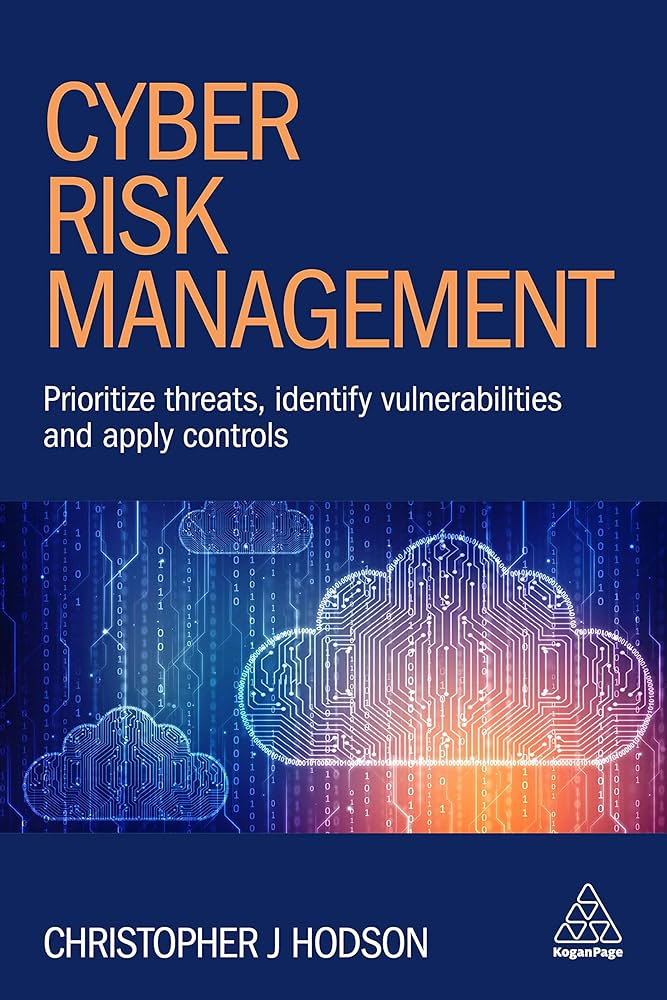 CYBER
RISK
MANAGEMENT
Prioritize threats, identify vulnerabilities
and apply controls
CHRISTOPHER J HODSON
KoganPage